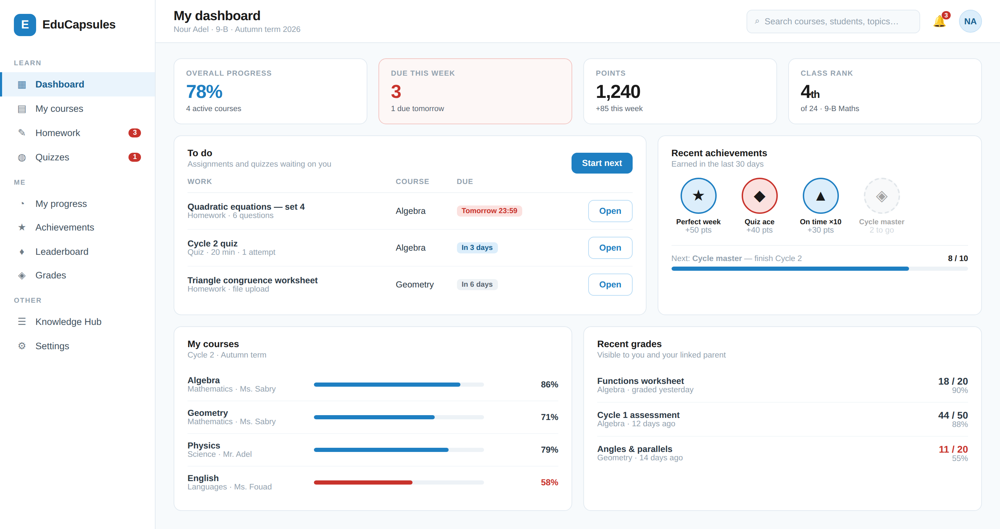 E EduCapsules
LEARN
Dashboard
My courses
Homework 3
Quizzes 1
ME
My progress
Achievements
Leaderboard
Grades
OTHER
Knowledge Hub
Settings
My dashboard
Nour Adel · 9-B · Autumn term 2026
Search courses, students, topics…
3
NA
OVERALL PROGRESS
78%
4 active courses
DUE THIS WEEK
3
1 due tomorrow
POINTS
1,240
+85 this week
CLASS RANK
4th
of 24 · 9-B Maths
To do
Assignments and quizzes waiting on you
Start next
WORK COURSE DUE
Quadratic equations — set 4
Homework · 6 questions
Algebra
Tomorrow 23:59
Open
Cycle 2 quiz
Quiz · 20 min · 1 attempt
Algebra
In 3 days
Open
Triangle congruence worksheet
Homework · file upload
Geometry
In 6 days
Open
Recent achievements
Earned in the last 30 days
Perfect week
+50 pts
Quiz ace
+40 pts
On time ×10
+30 pts
Cycle master
2 to go
Next: Cycle master — finish Cycle 2 8 / 10
My courses
Cycle 2 · Autumn term
Algebra
Mathematics · Ms. Sabry
86%
Geometry
Mathematics · Ms. Sabry
71%
Physics
Science · Mr. Adel
79%
English
Languages · Ms. Fouad
58%
Recent grades
Visible to you and your linked parent
Functions worksheet
Algebra · graded yesterday
18 / 20
90%
Cycle 1 assessment
Algebra · 12 days ago
44 / 50
88%
Angles & parallels
Geometry · 14 days ago
11 / 20
55%